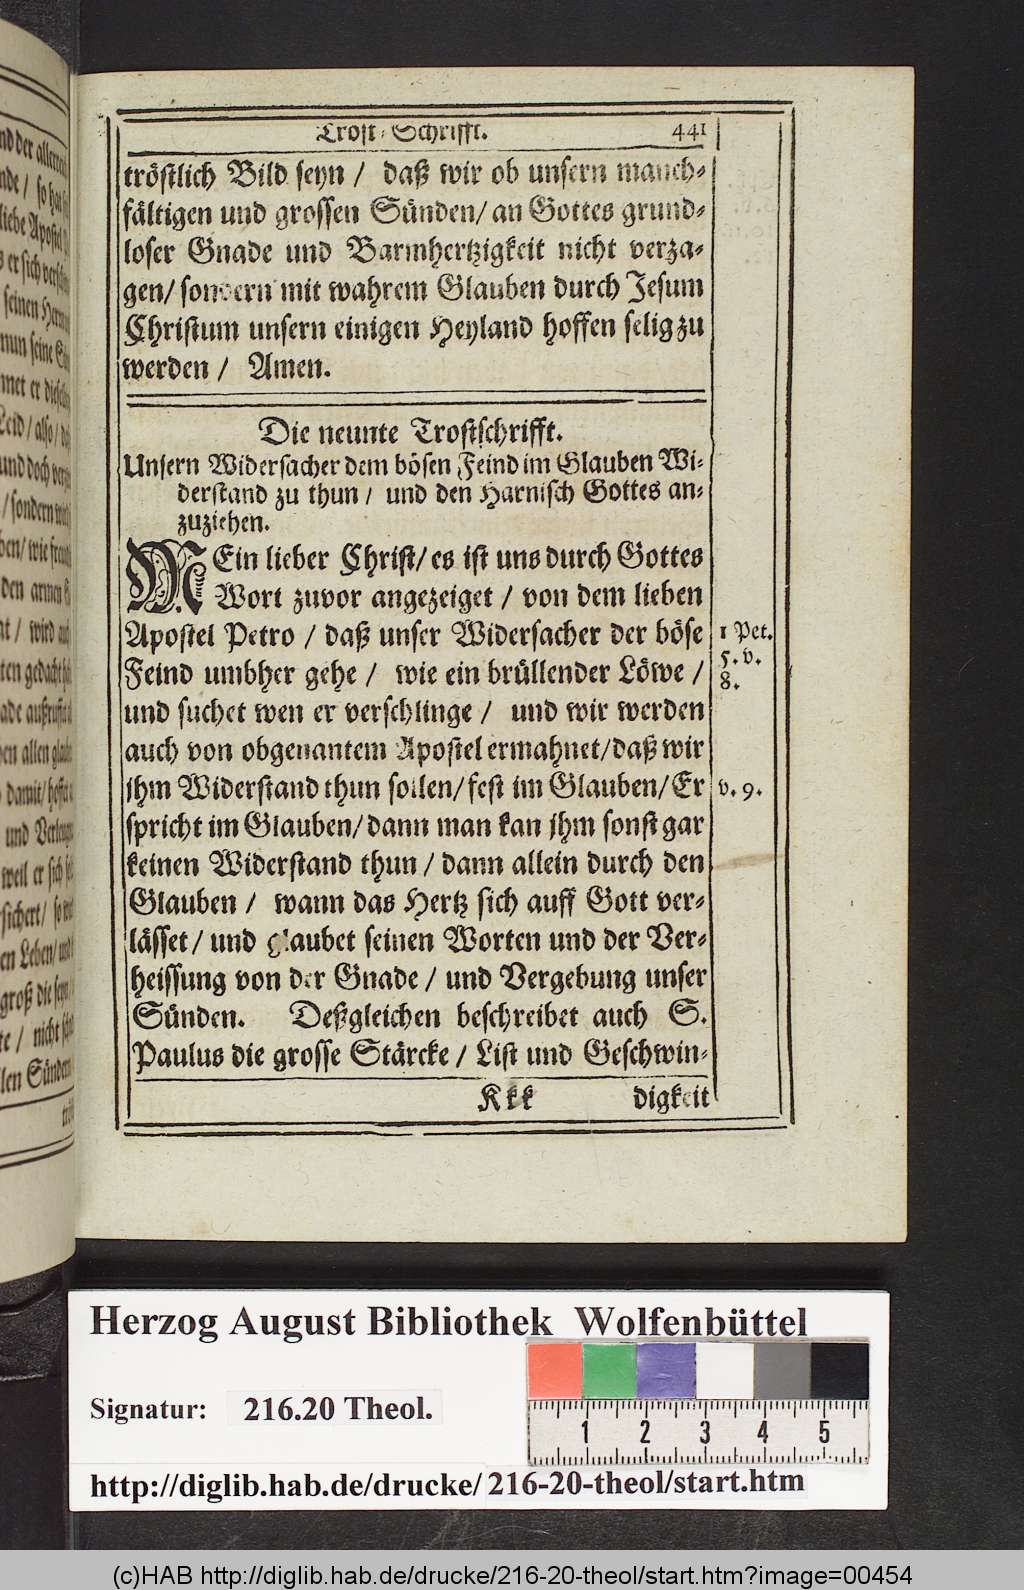 Trost-Schrifft. 441
tröstlich Bild seyn / daß wir ob unsern manch-
fältigen und grossen Sünden / an Gottes grund-
loser Gnade und Barmhertzigkeit nicht verza-
gen / sondern mit wahrem Glauben durch Jesum
Christum unsern einigen Heyland hoffen selig zu
werden / Amen.
Die neunte Trostschrifft.
Unsern Widersacher dem bösen Feind im Glauben Wi-
derstand zu thun / und den Harnisch Gottes an-
zuziehen.
MEin lieber Christ / es ist uns durch Gottes
Wort zuvor angezeiget / von dem lieben
Apostel Petro / daß unser Widersacher der böse
1 Pet.
Feind umbher gehe / wie ein brüllender Löwe /
5. v.
8.
und suchet wen er verschlinge / und wir werden
auch von obgenantem Apostel ermahnet / daß wir
jhm Widerstand thun sollen / fest im Glauben / Er
v. 9.
spricht im Glauben / dann man kan jhm sonst gar
keinen Widerstand thun / dann allein durch den
Glauben / wann das Hertz sich auff Gott ver-
lässet / und glaubet seinen Worten und der Ver-
heissung von der Gnade / und Vergebung unser
Sünden. Deßgleichen beschreibet auch S.
Paulus die grosse Stärcke / List und Geschwin-
Kkk digkeit
Herzog August Bibliothek Wolfenbüttel
Signatur: 216.20 Theol.
1 2 3 4 5
http://diglib.hab.de/drucke/216-20-theol/start.htm
(c)HAB http://diglib.hab.de/drucke/216-20-theol/start.htm?image=00454